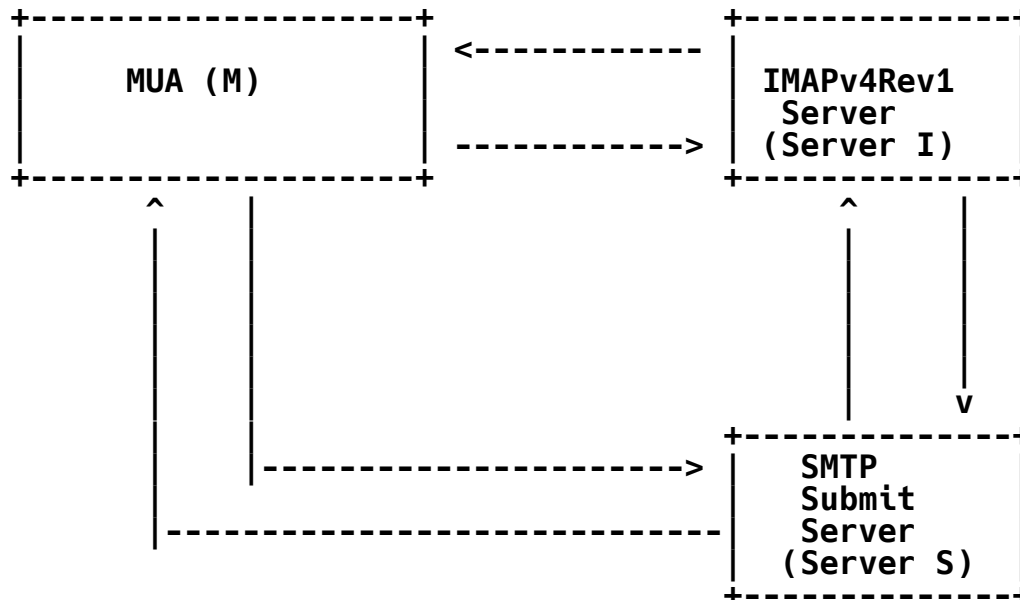 MUA (M)
IMAPv4Rev1
Server
(Server I)
SMTP
Submit
Server
(Server S)